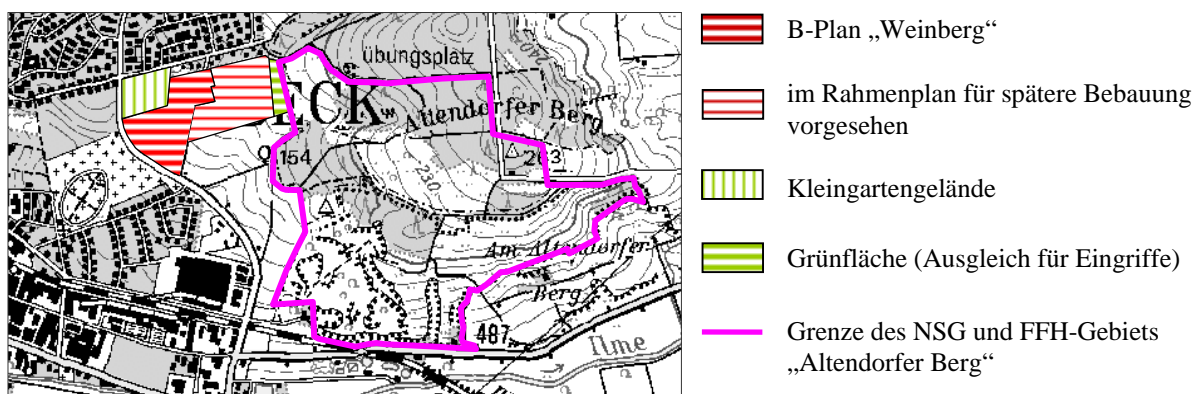 übungsplatz
ECK
Altendorfer Berg
154
263
230
Am Altendorfer
Berg
487
Ilme
B-Plan „Weinberg“
im Rahmenplan für spätere Bebauung
vorgesehen
Kleingartengelände
Grünfläche (Ausgleich für Eingriffe)
Grenze des NSG und FFH-Gebiets
„Altendorfer Berg“